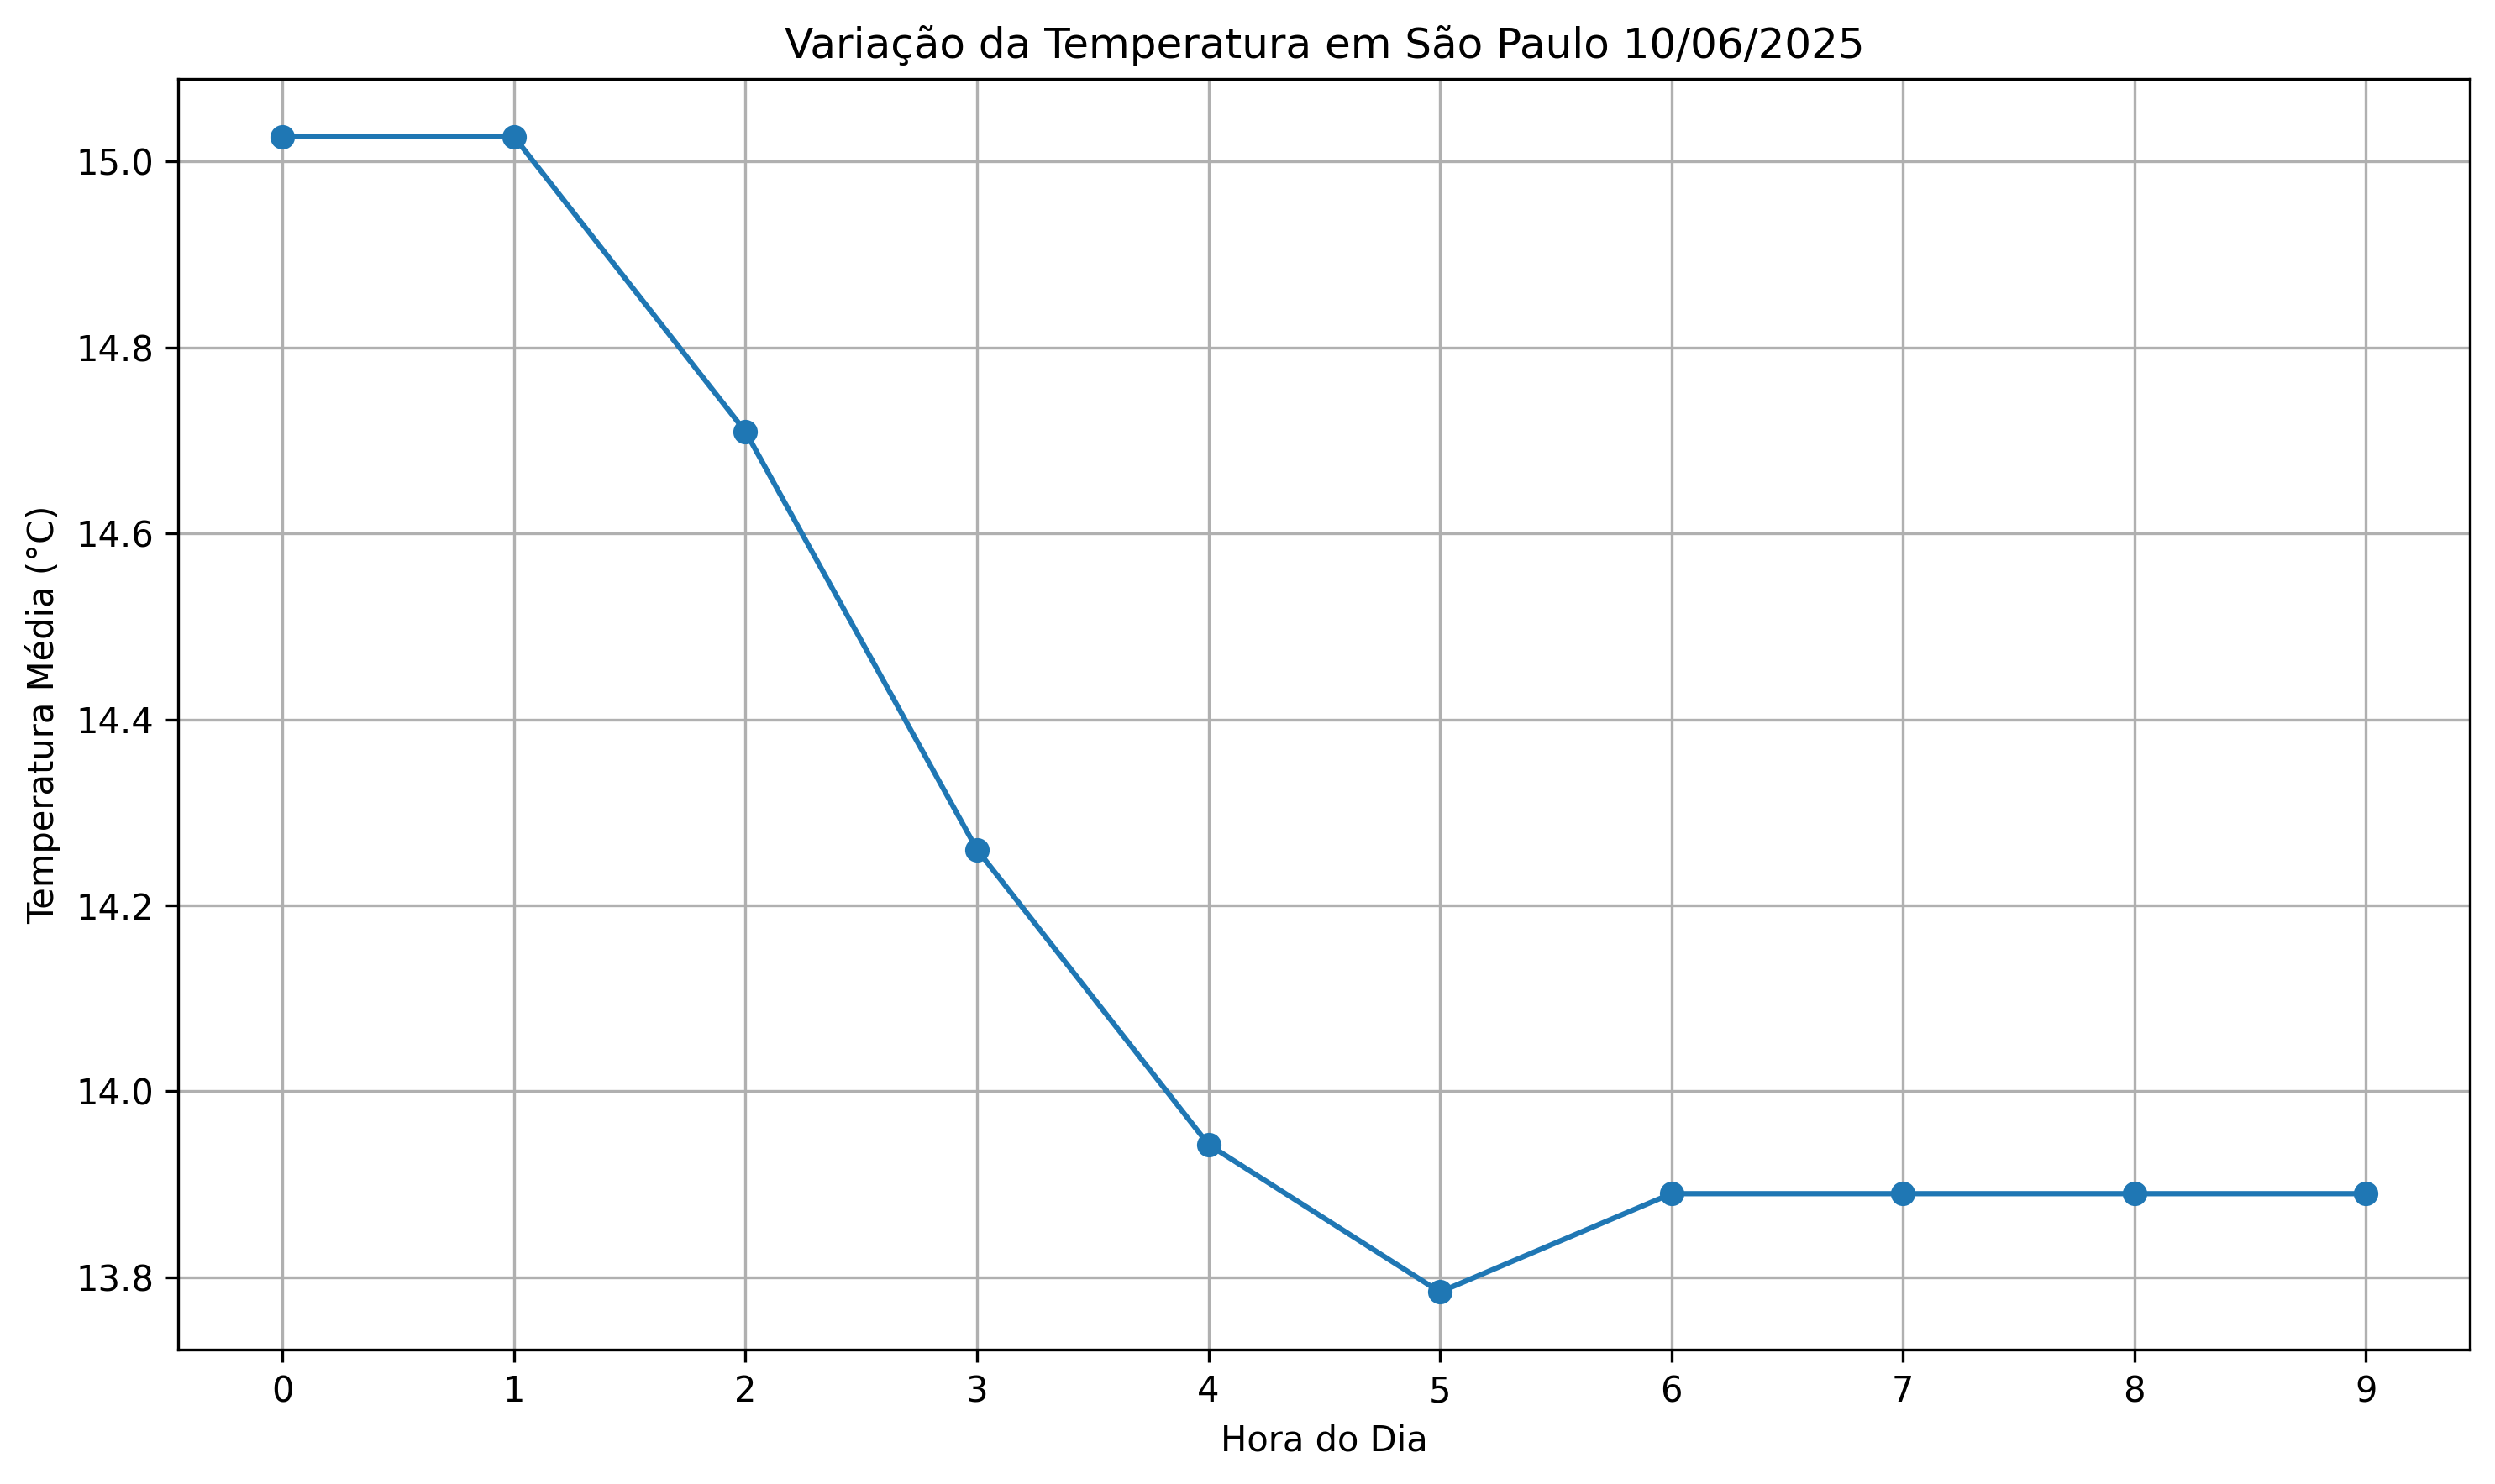 Variação da Temperatura em São Paulo 10/06/2025
Temperatura Média (°C)
15.0
14.8
14.6
14.4
14.2
14.0
13.8
0 1 2 3 4 5 6 7 8 9
Hora do Dia